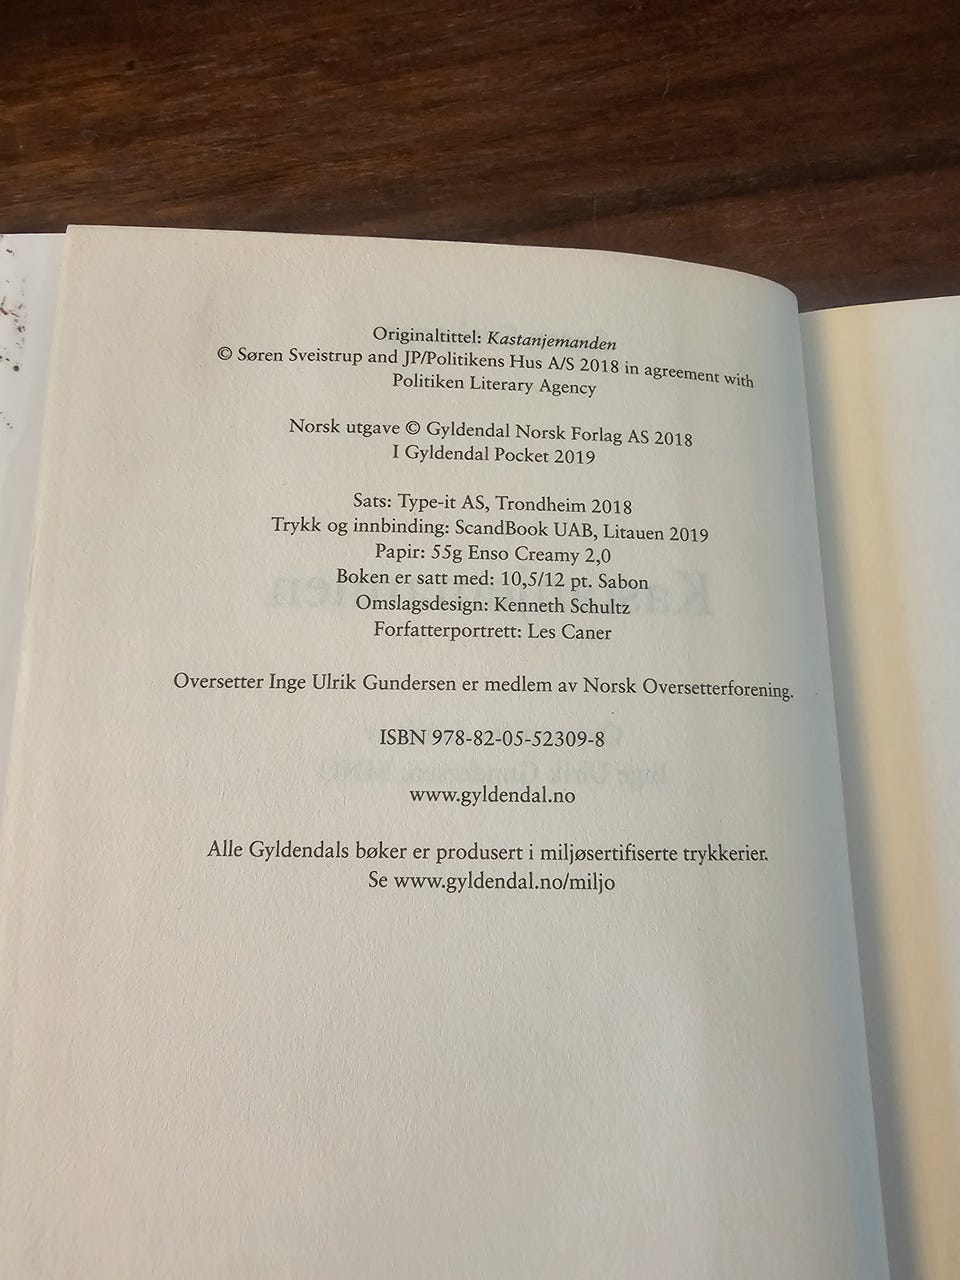 Originaltittel: Kastanjemanden
© Søren Sveistrup and JP/Politikens Hus A/S 2018 in agreement with
Politiken Literary Agency
Norsk utgave © Gyldendal Norsk Forlag AS 2018
I Gyldendal Pocket 2019
Sats: Type-it AS, Trondheim 2018
Trykk og innbinding: ScandBook UAB, Litauen 2019
Papir: 55g Enso Creamy 2,0
Boken er satt med: 10,5/12 pt. Sabon
Omslagsdesign: Kenneth Schultz
Forfatterportrett: Les Caner
Oversetter Inge Ulrik Gundersen er medlem av Norsk Oversetterforening.
ISBN 978-82-05-52309-8
www.gyldendal.no
Alle Gyldendals bøker er produsert i miljøsertifiserte trykkerier.
Se www.gyldendal.no/miljo